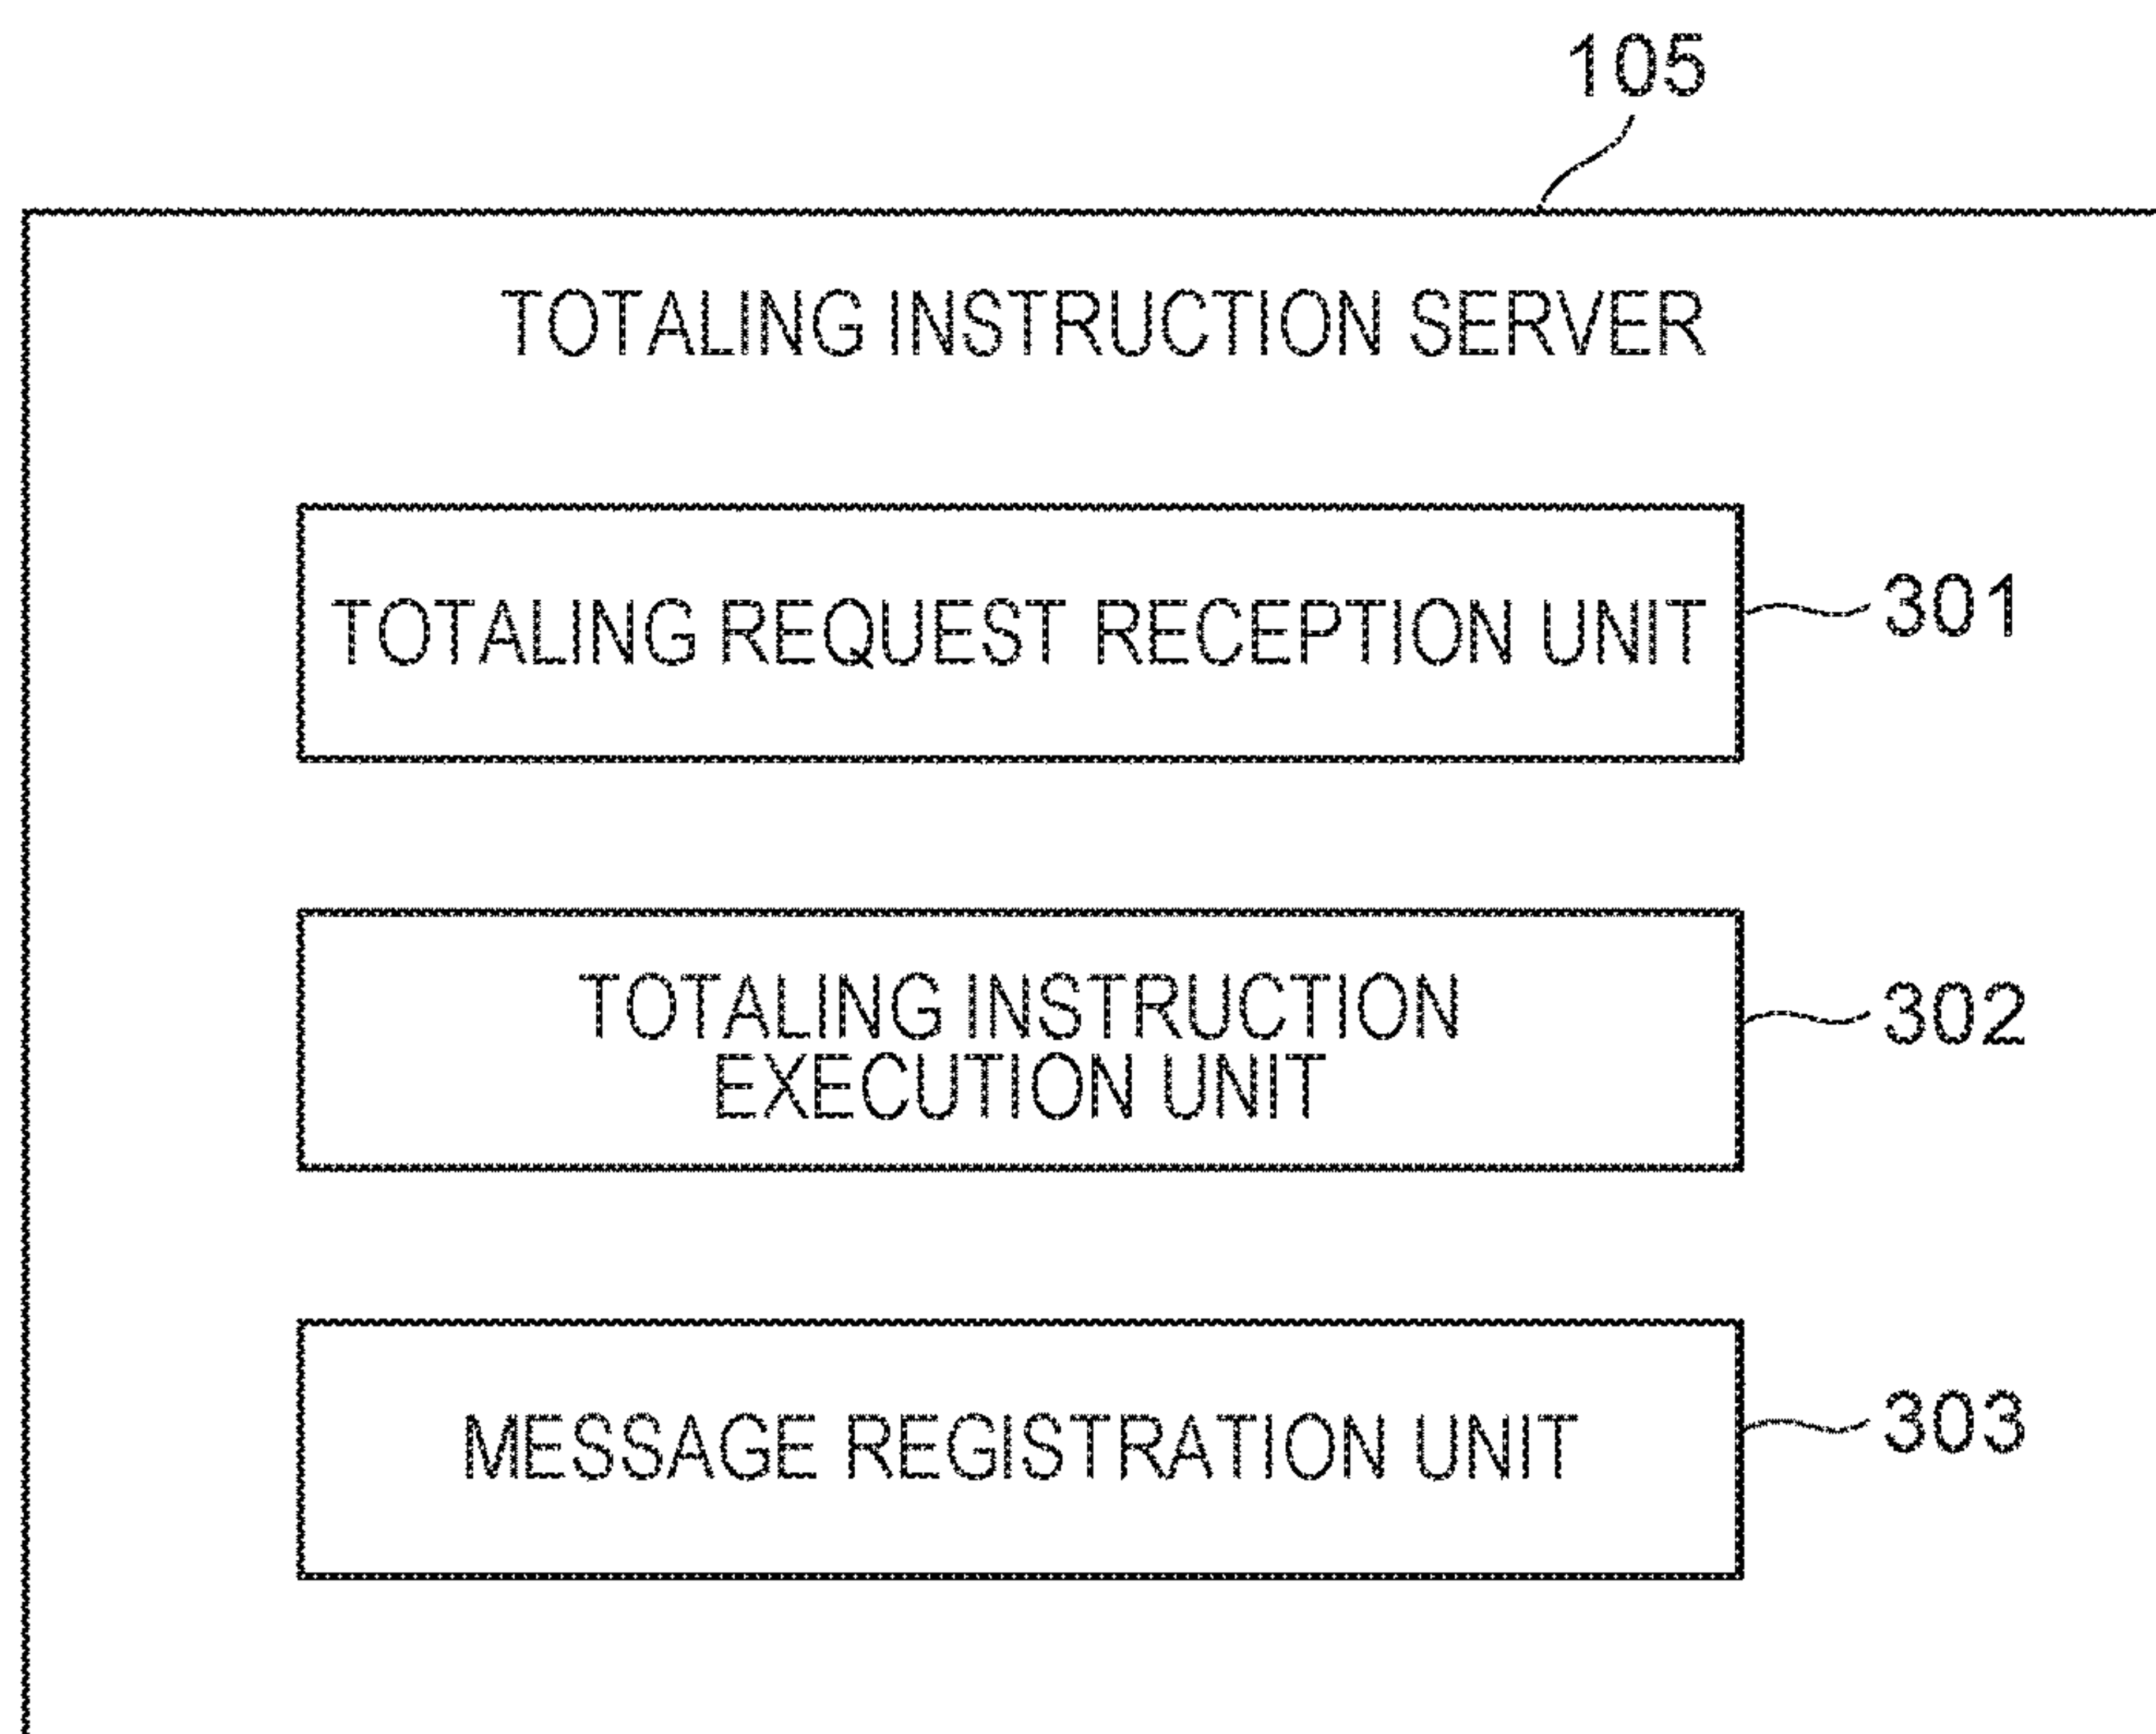 105
TOTALING INSTRUCTION SERVER
TOTALING REQUEST RECEPTION UNIT
301
TOTALING INSTRUCTION
EXECUTION UNIT
302
MESSAGE REGISTRATION UNIT
303